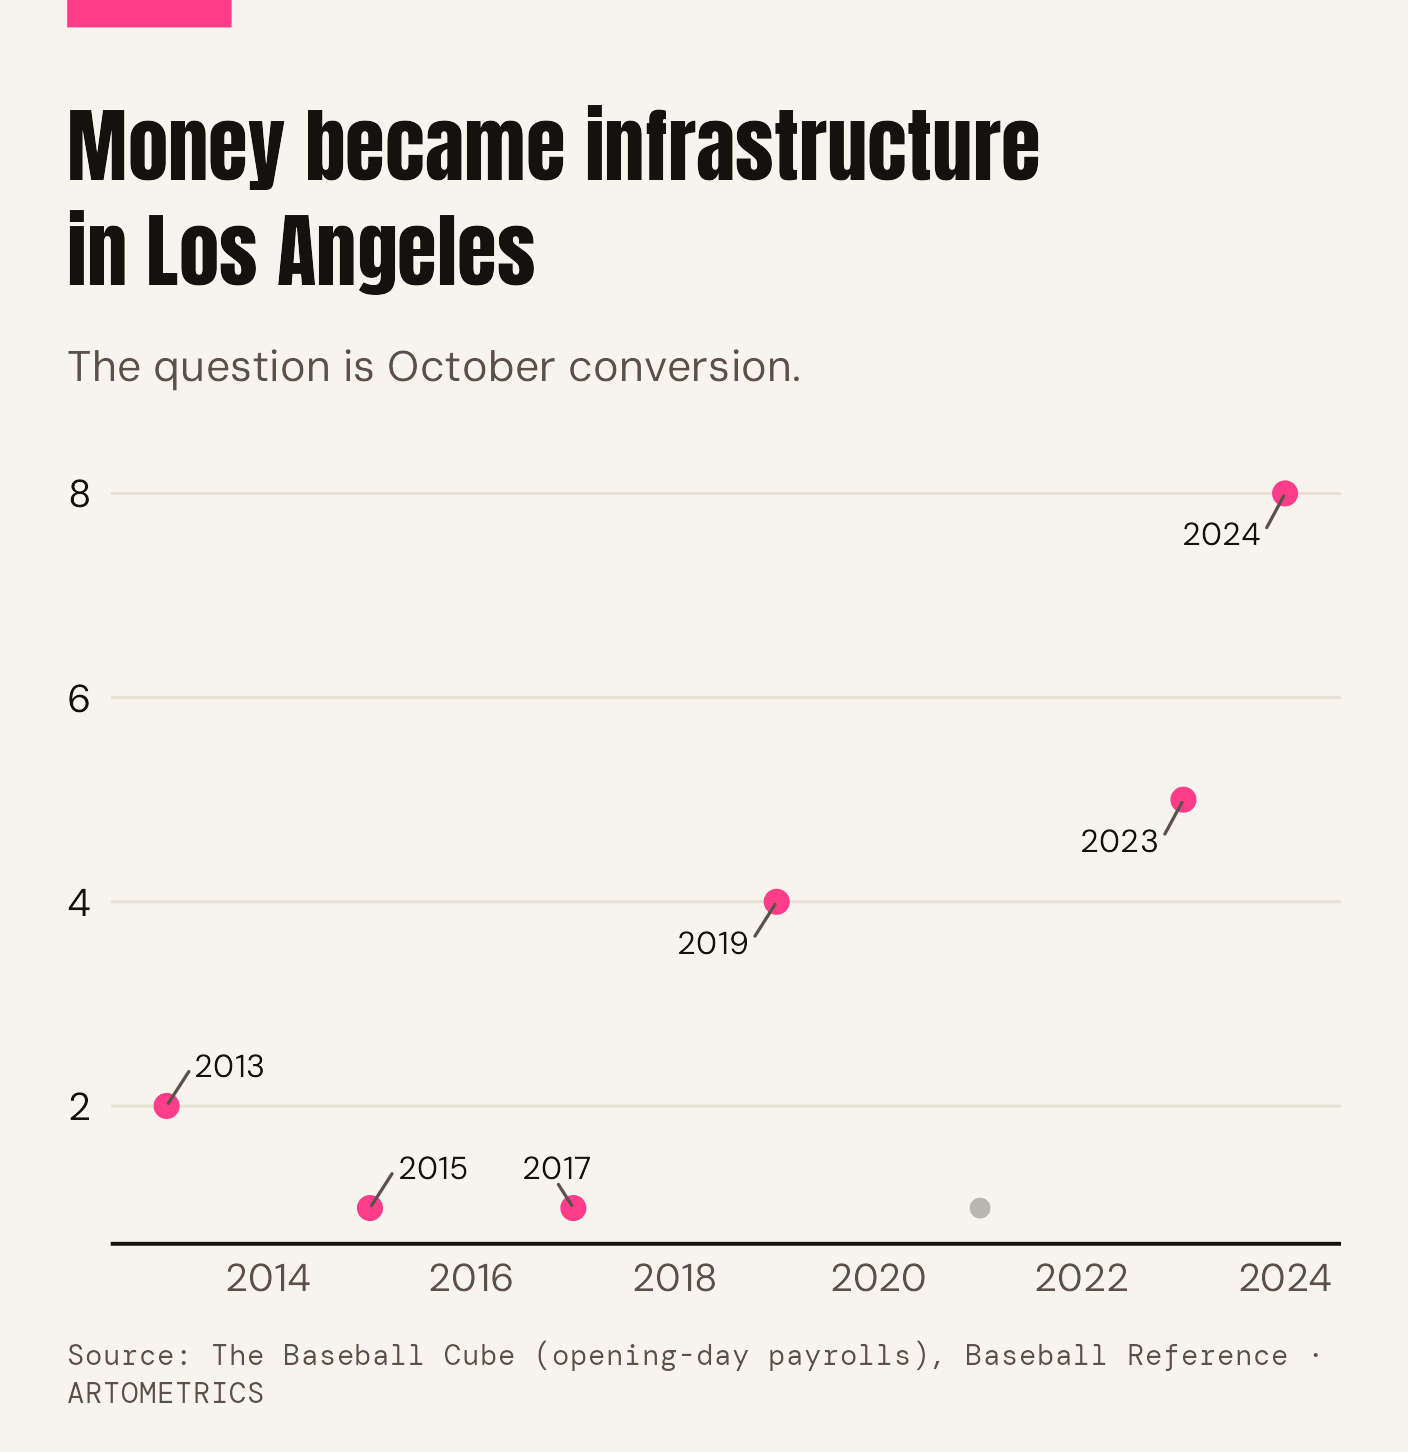 Money became infrastructure
in Los Angeles
The question is October conversion.
8
2024
6
2023
4
2019
2013
2
2015 2017
2014 2016 2018 2020 2022 2024
Source: The Baseball Cube (opening-day payrolls), Baseball Reference ·
ARTOMETRICS